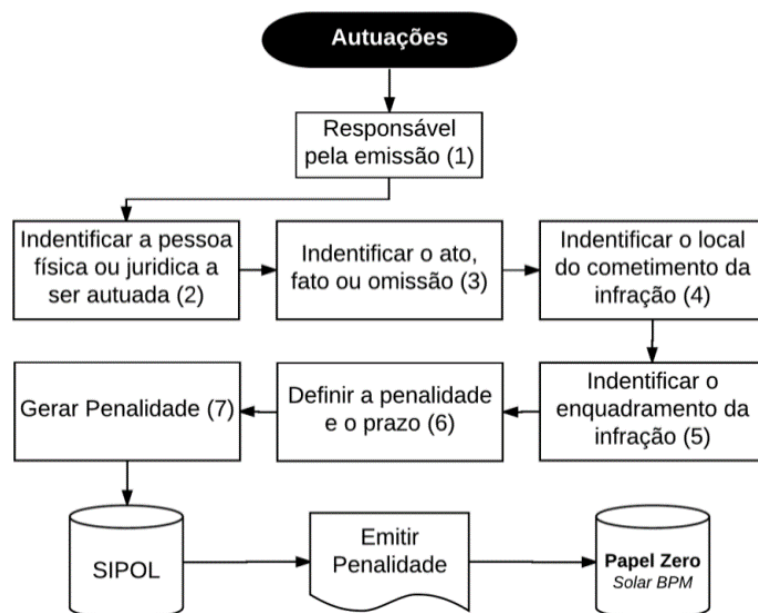 Autuações
Responsável
pela emissão (1)
Indentificar a pessoa
física ou juridica a
ser autuada (2)
Indentificar o ato,
fato ou omissão (3)
Indentificar o local
do cometimento da
infração (4)
Indentificar o
enquadramento da
infração (5)
Definir a penalidade
e o prazo (6)
Gerar Penalidade (7)
SIPOL
Emitir
Penalidade
Papel Zero
Solar BPM